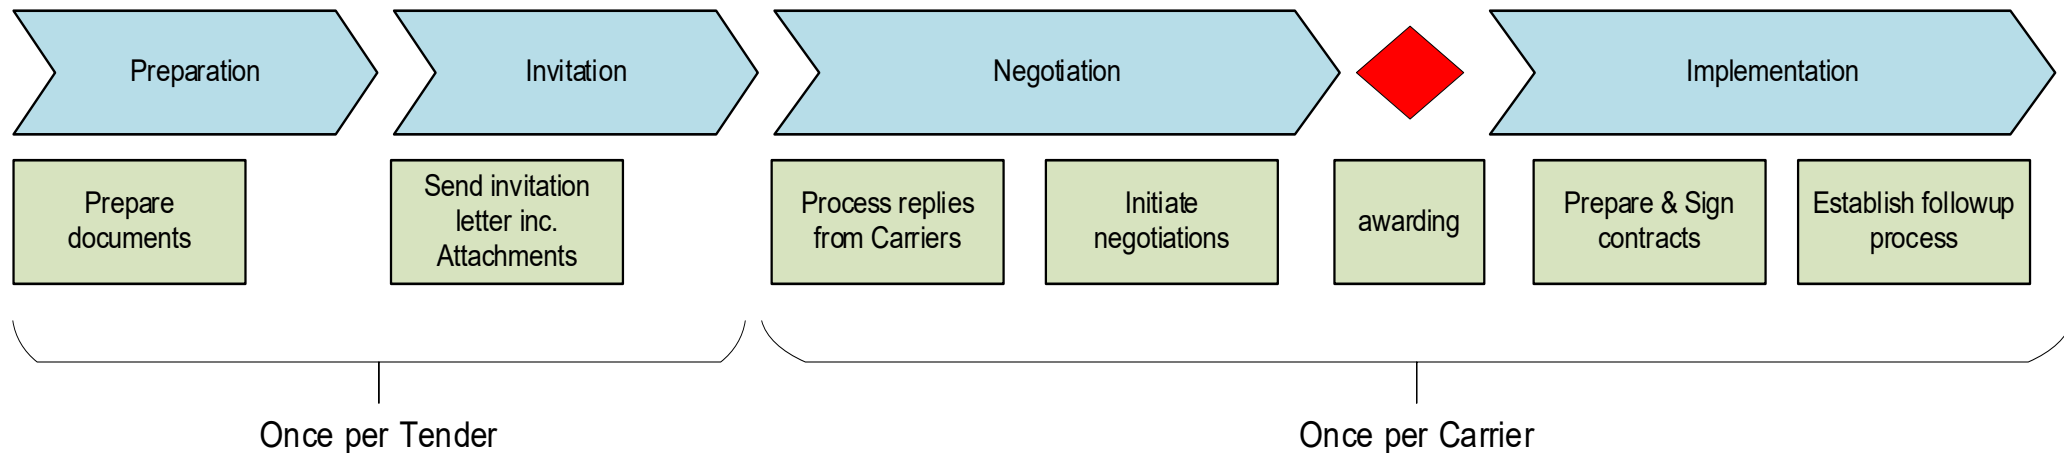 Preparation
Invitation
Negotiation
Implementation
Prepare
documents
Send invitation
letter inc.
Attachments
Process replies
from Carriers
Initiate
negotiations
awarding
Prepare & Sign
contracts
Establish followup
process
Once per Tender
Once per Carrier